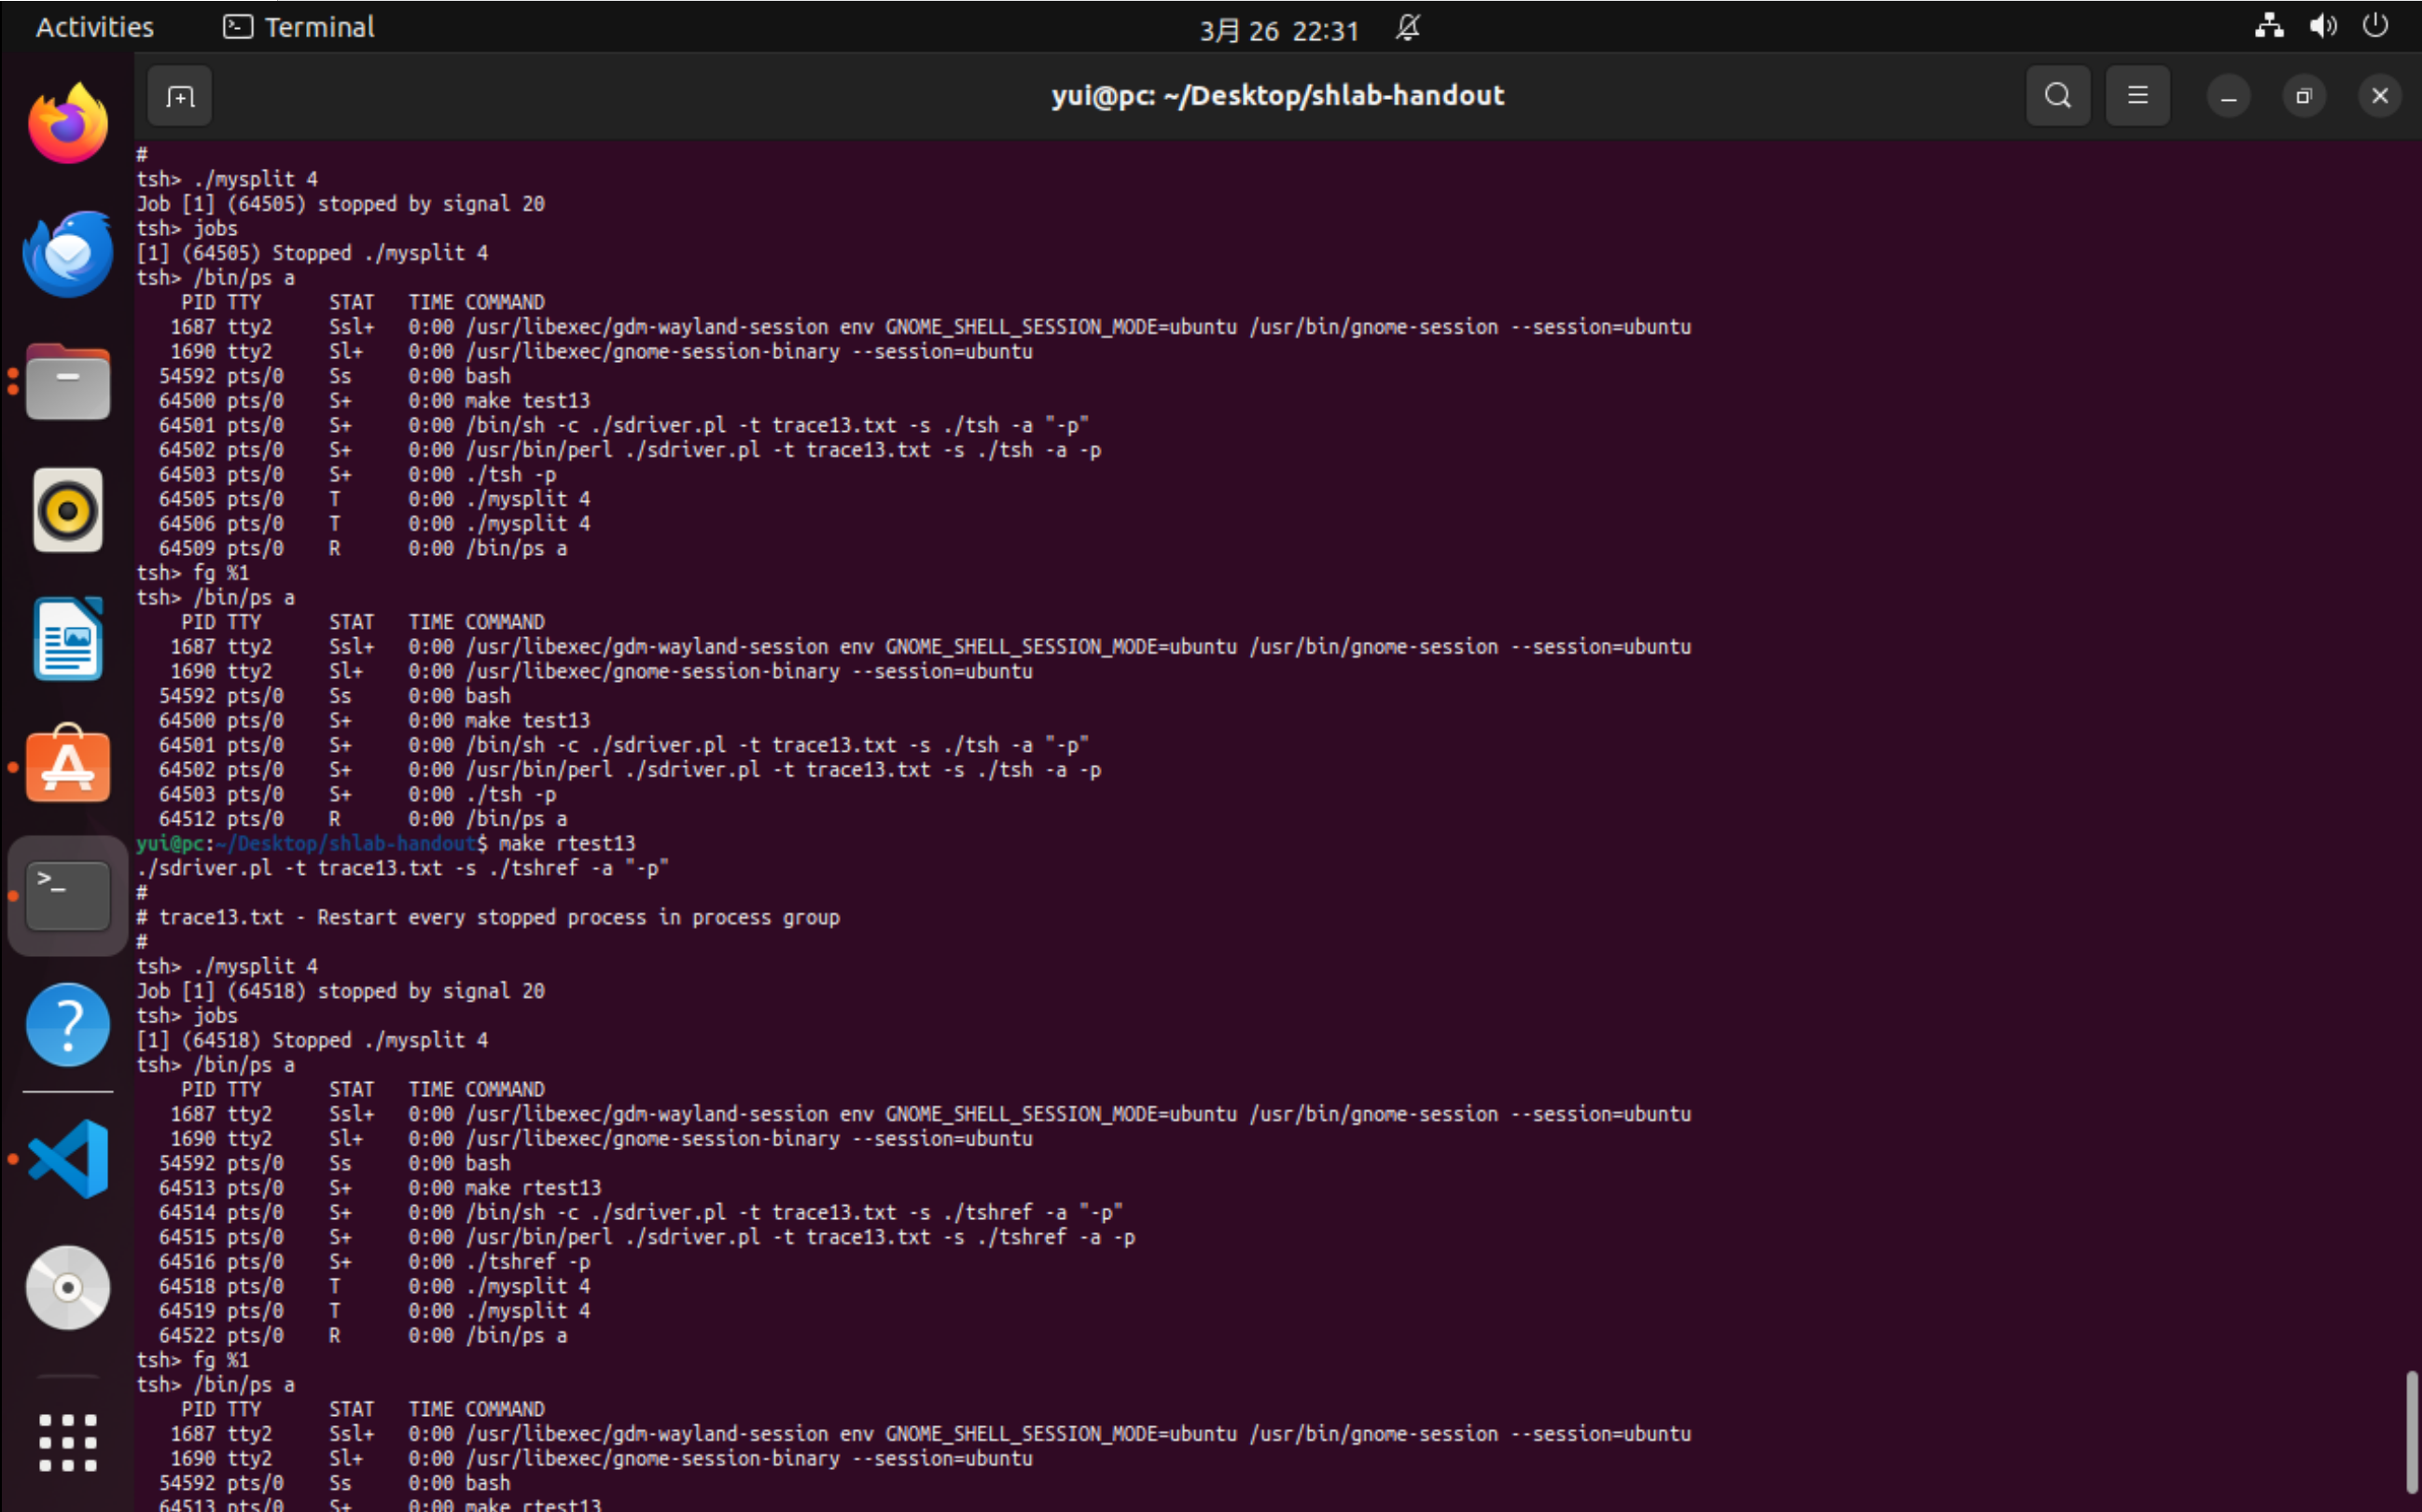 Activities
Terminal
3月 26 22:31
yui@pc: ~/Desktop/shlab-handout
#
tsh> ./mysplit 4
Job [1] (64505) stopped by signal 20
tsh> jobs
[1] (64505) Stopped ./mysplit 4
tsh> /bin/ps a
    PID TTY      STAT   TIME COMMAND
   1687 tty2     Ssl+   0:00 /usr/libexec/gdm-wayland-session env GNOME_SHELL_SESSION_MODE=ubuntu /usr/bin/gnome-session --session=ubuntu
   1690 tty2     Sl+    0:00 /usr/libexec/gnome-session-binary --session=ubuntu
  54592 pts/0    Ss     0:00 bash
  64500 pts/0    S+     0:00 make test13
  64501 pts/0    S+     0:00 /bin/sh -c ./sdriver.pl -t trace13.txt -s ./tsh -a "-p"
  64502 pts/0    S+     0:00 /usr/bin/perl ./sdriver.pl -t trace13.txt -s ./tsh -a -p
  64503 pts/0    S+     0:00 ./tsh -p
  64505 pts/0    T      0:00 ./mysplit 4
  64506 pts/0    T      0:00 ./mysplit 4
  64509 pts/0    R      0:00 /bin/ps a
tsh> fg %1
tsh> /bin/ps a
    PID TTY      STAT   TIME COMMAND
   1687 tty2     Ssl+   0:00 /usr/libexec/gdm-wayland-session env GNOME_SHELL_SESSION_MODE=ubuntu /usr/bin/gnome-session --session=ubuntu
   1690 tty2     Sl+    0:00 /usr/libexec/gnome-session-binary --session=ubuntu
  54592 pts/0    Ss     0:00 bash
  64500 pts/0    S+     0:00 make test13
  64501 pts/0    S+     0:00 /bin/sh -c ./sdriver.pl -t trace13.txt -s ./tsh -a "-p"
  64502 pts/0    S+     0:00 /usr/bin/perl ./sdriver.pl -t trace13.txt -s ./tsh -a -p
  64503 pts/0    S+     0:00 ./tsh -p
  64512 pts/0    R      0:00 /bin/ps a
yui@pc:~/Desktop/shlab-handout$ make rtest13
./sdriver.pl -t trace13.txt -s ./tshref -a "-p"
#
# trace13.txt - Restart every stopped process in process group
#
tsh> ./mysplit 4
Job [1] (64518) stopped by signal 20
tsh> jobs
[1] (64518) Stopped ./mysplit 4
tsh> /bin/ps a
    PID TTY      STAT   TIME COMMAND
   1687 tty2     Ssl+   0:00 /usr/libexec/gdm-wayland-session env GNOME_SHELL_SESSION_MODE=ubuntu /usr/bin/gnome-session --session=ubuntu
   1690 tty2     Sl+    0:00 /usr/libexec/gnome-session-binary --session=ubuntu
  54592 pts/0    Ss     0:00 bash
  64513 pts/0    S+     0:00 make rtest13
  64514 pts/0    S+     0:00 /bin/sh -c ./sdriver.pl -t trace13.txt -s ./tshref -a "-p"
  64515 pts/0    S+     0:00 /usr/bin/perl ./sdriver.pl -t trace13.txt -s ./tshref -a -p
  64516 pts/0    S+     0:00 ./tshref -p
  64518 pts/0    T      0:00 ./mysplit 4
  64519 pts/0    T      0:00 ./mysplit 4
  64522 pts/0    R      0:00 /bin/ps a
tsh> fg %1
tsh> /bin/ps a
    PID TTY      STAT   TIME COMMAND
   1687 tty2     Ssl+   0:00 /usr/libexec/gdm-wayland-session env GNOME_SHELL_SESSION_MODE=ubuntu /usr/bin/gnome-session --session=ubuntu
   1690 tty2     Sl+    0:00 /usr/libexec/gnome-session-binary --session=ubuntu
  54592 pts/0    Ss     0:00 bash
  64513 pts/0    S+     0:00 make rtest13